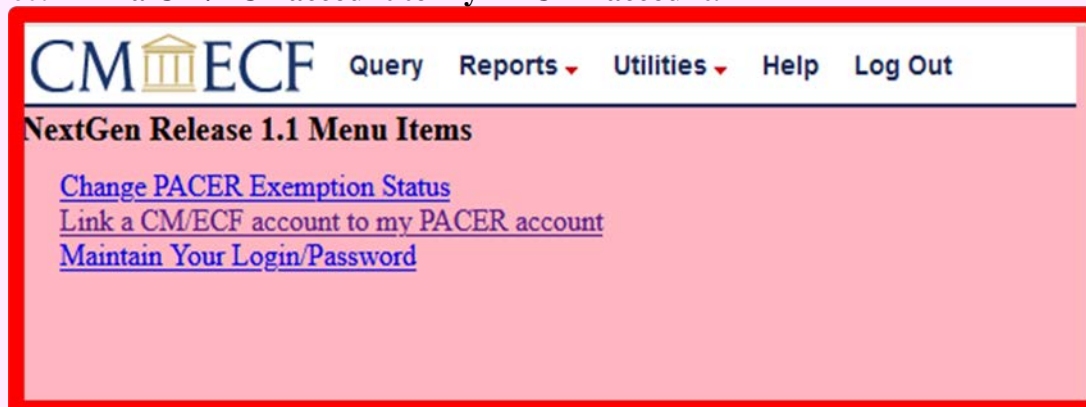 CM ECF Query Reports Utilities Help Log Out
NextGen Release 1.1 Menu Items
Change PACER Exemption Status
Link a CM/ECF account to my PACER account
Maintain Your Login/Password